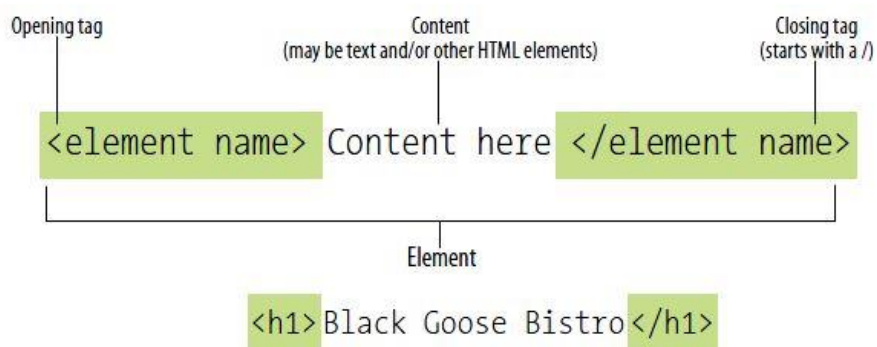 Opening tag
Content
(may be text and/or other HTML elements)
Closing tag
(starts with a /)
<element name> Content here </element name>
Element
<h1>Black Goose Bistro</h1>